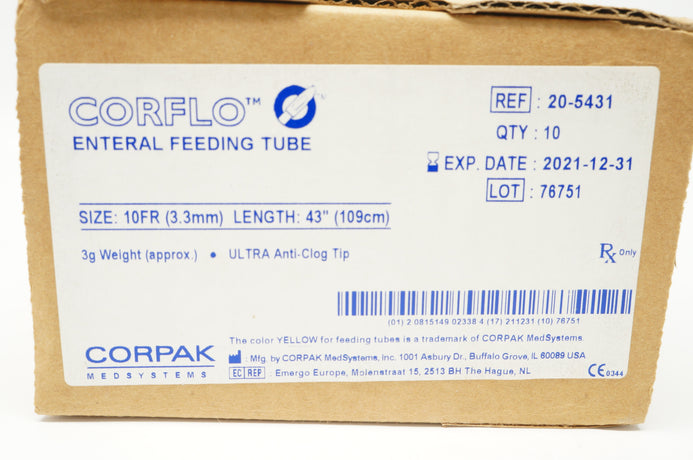 CORFLO™
ENTERAL FEEDING TUBE
REF : 20-5431
QTY : 10
EXP. DATE : 2021-12-31
LOT : 76751
SIZE: 10FR (3.3mm) LENGTH: 43" (109cm)
3g Weight (approx.) • ULTRA Anti-Clog Tip
Rx Only
(01) 2 0815149 02338 4 (17) 211231 (10) 76751
The color YELLOW for feeding tubes is a trademark of CORPAK MedSystems
CORPAK
MEDSYSTEMS
: Mfg. by CORPAK MedSystems, Inc. 1001 Asbury Dr., Buffalo Grove, IL 60089 USA
EC REP : Emergo Europe, Molenstraat 15, 2513 BH The Hague, NL
CE 0344